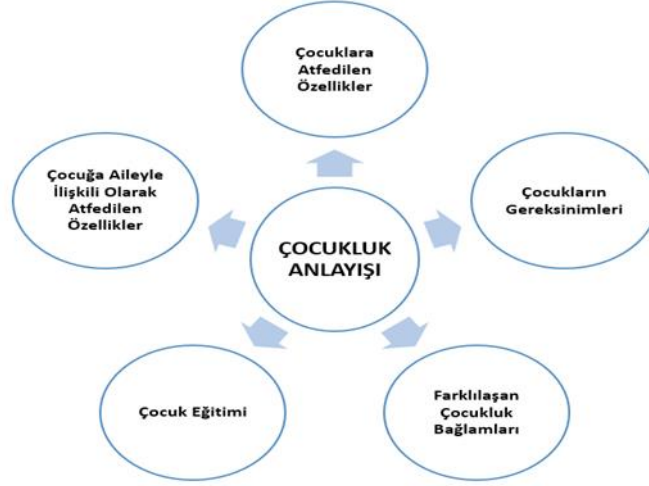 Çocuklara
Atfedilen
Özellikler
Çocuğa Aileyle
İlişkili Olarak
Atfedilen
Özellikler
Çocukların
Gereksinimleri
ÇOCUKLUK
ANLAYIŞI
Çocuk Eğitimi
Farklılaşan
Çocukluk
Bağlamları